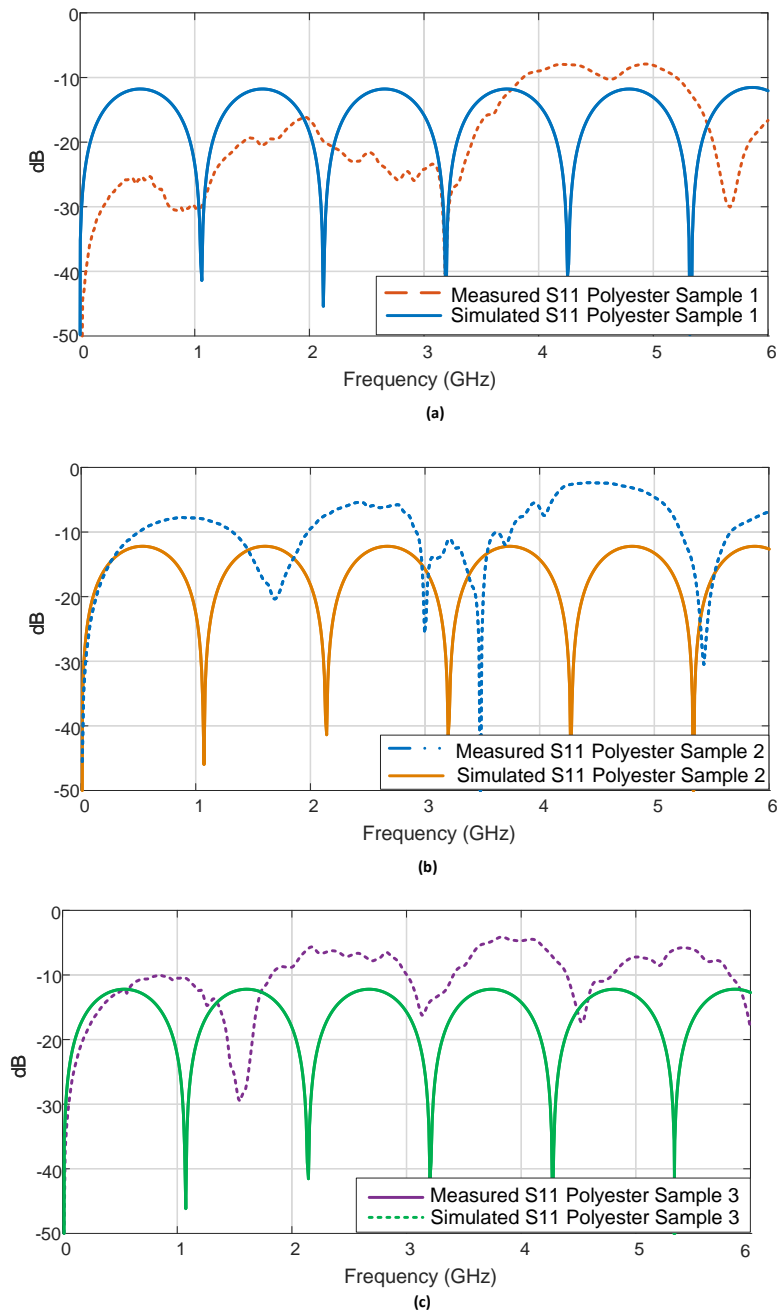 0
-10
-20
-30
-40
-50
dB
Measured S11 Polyester Sample 1
Simulated S11 Polyester Sample 1
0 1 2 3 4 5 6
Frequency (GHz)
(a)
0
-10
-20
-30
-40
-50
dB
Measured S11 Polyester Sample 2
Simulated S11 Polyester Sample 2
0 1 2 3 4 5 6
Frequency (GHz)
(b)
0
-10
-20
-30
-40
-50
dB
Measured S11 Polyester Sample 3
Simulated S11 Polyester Sample 3
0 1 2 3 4 5 6
Frequency (GHz)
(c)